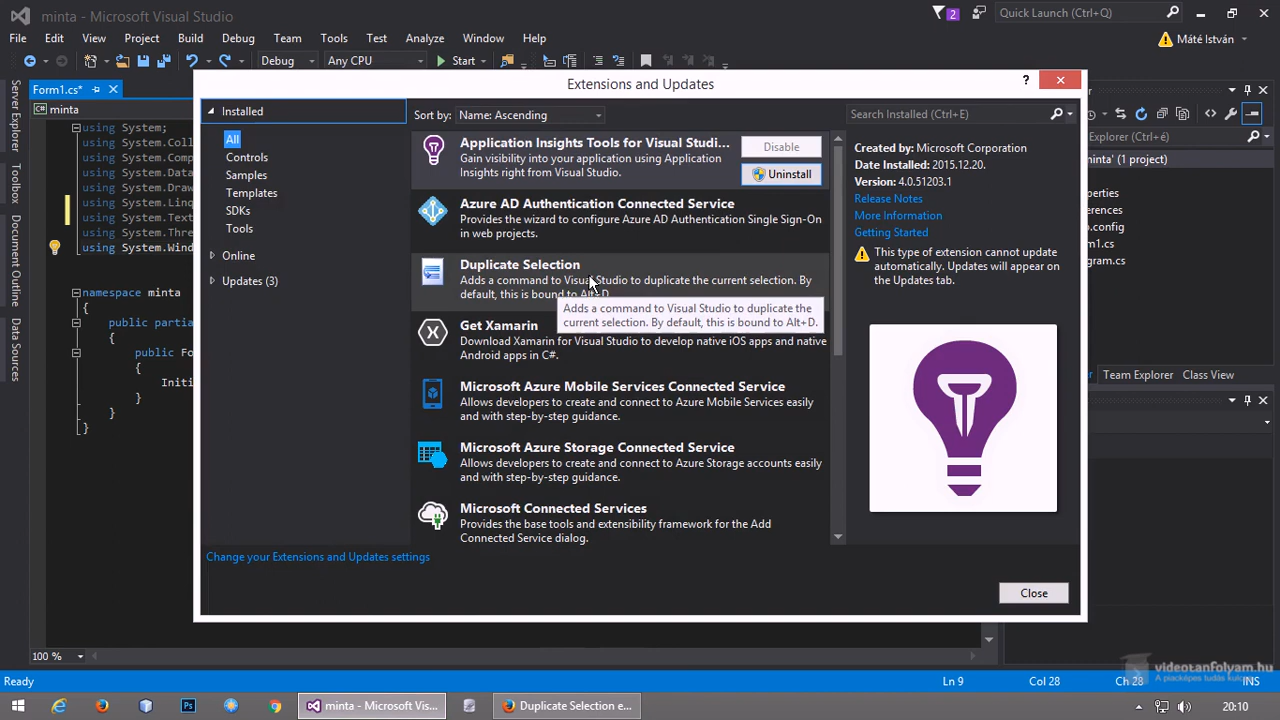 minta - Microsoft Visual Studio
2
Quick Launch (Ctrl+Q)
File Edit View Project Build Debug Team Tools Test Analyze Window Help
Máté István
Debug Any CPU Start
Form1.cs*
minta
Server Explorer
Toolbox
Document Outline
Data Sources
using System;
using System.Coll
using System.Comp
using System.Data
using System.Draw
using System.Linq
using System.Text
using System.Thre
using System.Wind
namespace minta
{
public partia
{
public Fo
{
Initi
}
}
}
Extensions and Updates
?
Installed
All
Controls
Samples
Templates
SDKs
Tools
Online
Updates (3)
Sort by: Name: Ascending
Application Insights Tools for Visual Studi...
Gain visibility into your application using Application
Insights right from Visual Studio.
Disable
Uninstall
Azure AD Authentication Connected Service
Provides the wizard to configure Azure AD Authentication Single Sign-On
in web projects.
Duplicate Selection
Adds a command to Visual Studio to duplicate the current selection. By
default, this is bound to Alt+D.
Adds a command to Visual Studio to duplicate the
current selection. By default, this is bound to Alt+D.
Get Xamarin
Download Xamarin for Visual Studio to develop native iOS apps and native
Android apps in C#.
Microsoft Azure Mobile Services Connected Service
Allows developers to create and connect to Azure Mobile Services easily
and with step-by-step guidance.
Microsoft Azure Storage Connected Service
Allows developers to create and connect to Azure Storage accounts easily
and with step-by-step guidance.
Microsoft Connected Services
Provides the base tools and extensibility framework for the Add
Connected Service dialog.
Search Installed (Ctrl+E)
Created by: Microsoft Corporation
Date Installed: 2015.12.20.
Version: 4.0.51203.1
Release Notes
More Information
Getting Started
This type of extension cannot update
automatically. Updates will appear on
the Updates tab.
Change your Extensions and Updates settings
Close
Explorer (Ctrl+é)
minta' (1 project)
perties
erences
m1.cs
gram.cs
Team Explorer Class View
100 %
Ready Ln 9 Col 28 Ch 28 INS
videotanfolyam.hu
A piacképes tudás kulcsa
minta - Microsoft Vis...
Duplicate Selection e...
HU 20:10